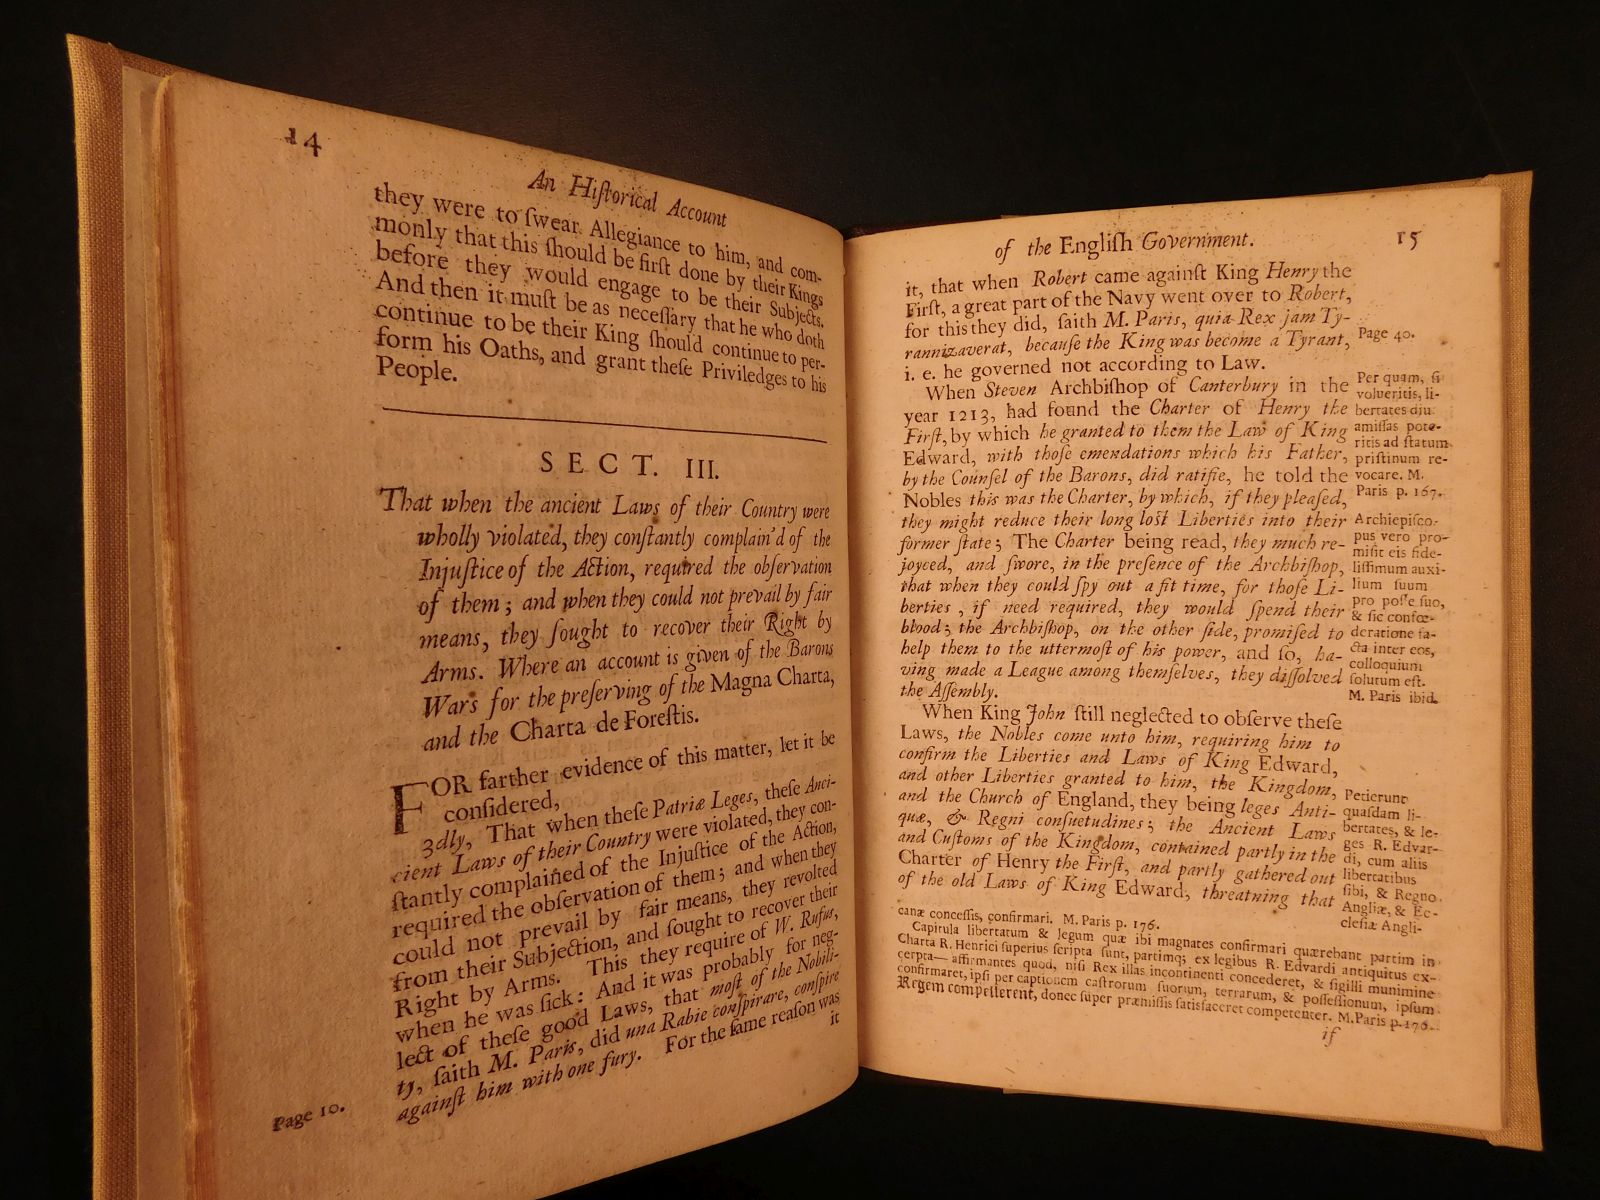 14
An Hiſtorical Account
they were to ſwear Allegiance to him, and com-
monly that this ſhould be firſt done by their Kings
before they would engage to be their Subjects.
And then it muſt be as neceſſary that he who doth
continue to be their King ſhould continue to per-
form his Oaths, and grant theſe Priviledges to his
People.
SECT. III.
That when the ancient Laws of their Country were
wholly violated, they conſtantly complain'd of the
Injuſtice of the Action, required the obſervation
of them; and when they could not prevail by fair
means, they ſought to recover their Right by
Arms. Where an account is given of the Barons
Wars for the preſerving of the Magna Charta,
and the Charta de Foreſtis.
FOR farther evidence of this matter, let it be
conſidered,
3dly, That when theſe Patriæ Leges, theſe Anci-
cient Laws of their Country were violated, they con-
ſtantly complained of the Injuſtice of the Action,
required the obſervation of them; and when they
could not prevail by fair means, they revolted
from their Subjection, and ſought to recover their
Right by Arms. This they require of W. Rufus,
when he was ſick: And it was probably for neg-
lect of theſe good Laws, that moſt of the Nobili-
ty, ſaith M. Paris, did una Rabie conſpirare, conſpire
against him with one fury. For the ſame reaſon was
it
Page 10.
of the Engliſh Government.
15
it, that when Robert came againſt King Henry the
Firſt, a great part of the Navy went over to Robert,
for this they did, ſaith M. Paris, quia Rex jam Ty-
rannizaverat, becauſe the King was become a Tyrant,
i. e. he governed not according to Law.
When Steven Archbiſhop of Canterbury in the
year 1213, had found the Charter of Henry the
Firſt, by which he granted to them the Law of King
Edward, with thoſe emendations which his Father,
by the Counſel of the Barons, did ratifie, he told the
Nobles this was the Charter, by which, if they pleaſed,
they might reduce their long loſt Liberties into their
former ſtate; The Charter being read, they much re-
joyced, and ſwore, in the preſence of the Archbiſhop,
that when they could ſpy out a fit time, for thoſe Li-
berties, if need required, they would ſpend their
blood; the Archbiſhop, on the other ſide, promiſed to
help them to the uttermoſt of his power, and ſo, ha-
ving made a League among themſelves, they diſſolved
the Aſſembly.
When King John ſtill neglected to obſerve theſe
Laws, the Nobles come unto him, requiring him to
confirm the Liberties and Laws of King Edward,
and other Liberties granted to him, the Kingdom,
and the Church of England, they being leges Anti-
quæ, & Regni conſuetudines; the Ancient Laws
and Cuſtoms of the Kingdom, contained partly in the
Charter of Henry the Firſt, and partly gathered out
of the old Laws of King Edward, threatning that
Page 40.
Per quam, ſi
volueritis, li-
bertates diu
amiſſas pote-
ritis ad ſtatum
priſtinum re-
vocare. M.
Paris p. 167.
Archiepiſco-
pus vero pro-
miſit eis fide-
liſſimum auxi-
lium ſuum
pro poſſe ſuo,
& ſic confœ-
deratione fa-
cta inter eos,
colloquium
ſolutum eſt.
M. Paris ibid.
Petierunt
quaſdam li-
bertates, & le-
ges R. Edvar-
di, cum aliis
libertatibus
ſibi, & Regno
Angliæ, & Ec-
cleſiæ Angli-
canæ conceſſis, confirmari. M. Paris p. 176.
Capitula libertatum & legum quæ ibi magnates confirmari quærebant partim in
Charta R. Henrici ſuperius ſcripta ſunt, partimq; ex legibus R. Edvardi antiquitus ex-
cerpta— affirmantes quod, niſi Rex illas incontinenti concederet, & ſigilli munimine
confirmaret, ipſi per captionem caſtrorum ſuorum, terrarum, & poſſeſſionum, ipſum
Regem compellerent, donec ſuper præmiſſis ſatisfaceret competenter. M. Paris p. 176.
if